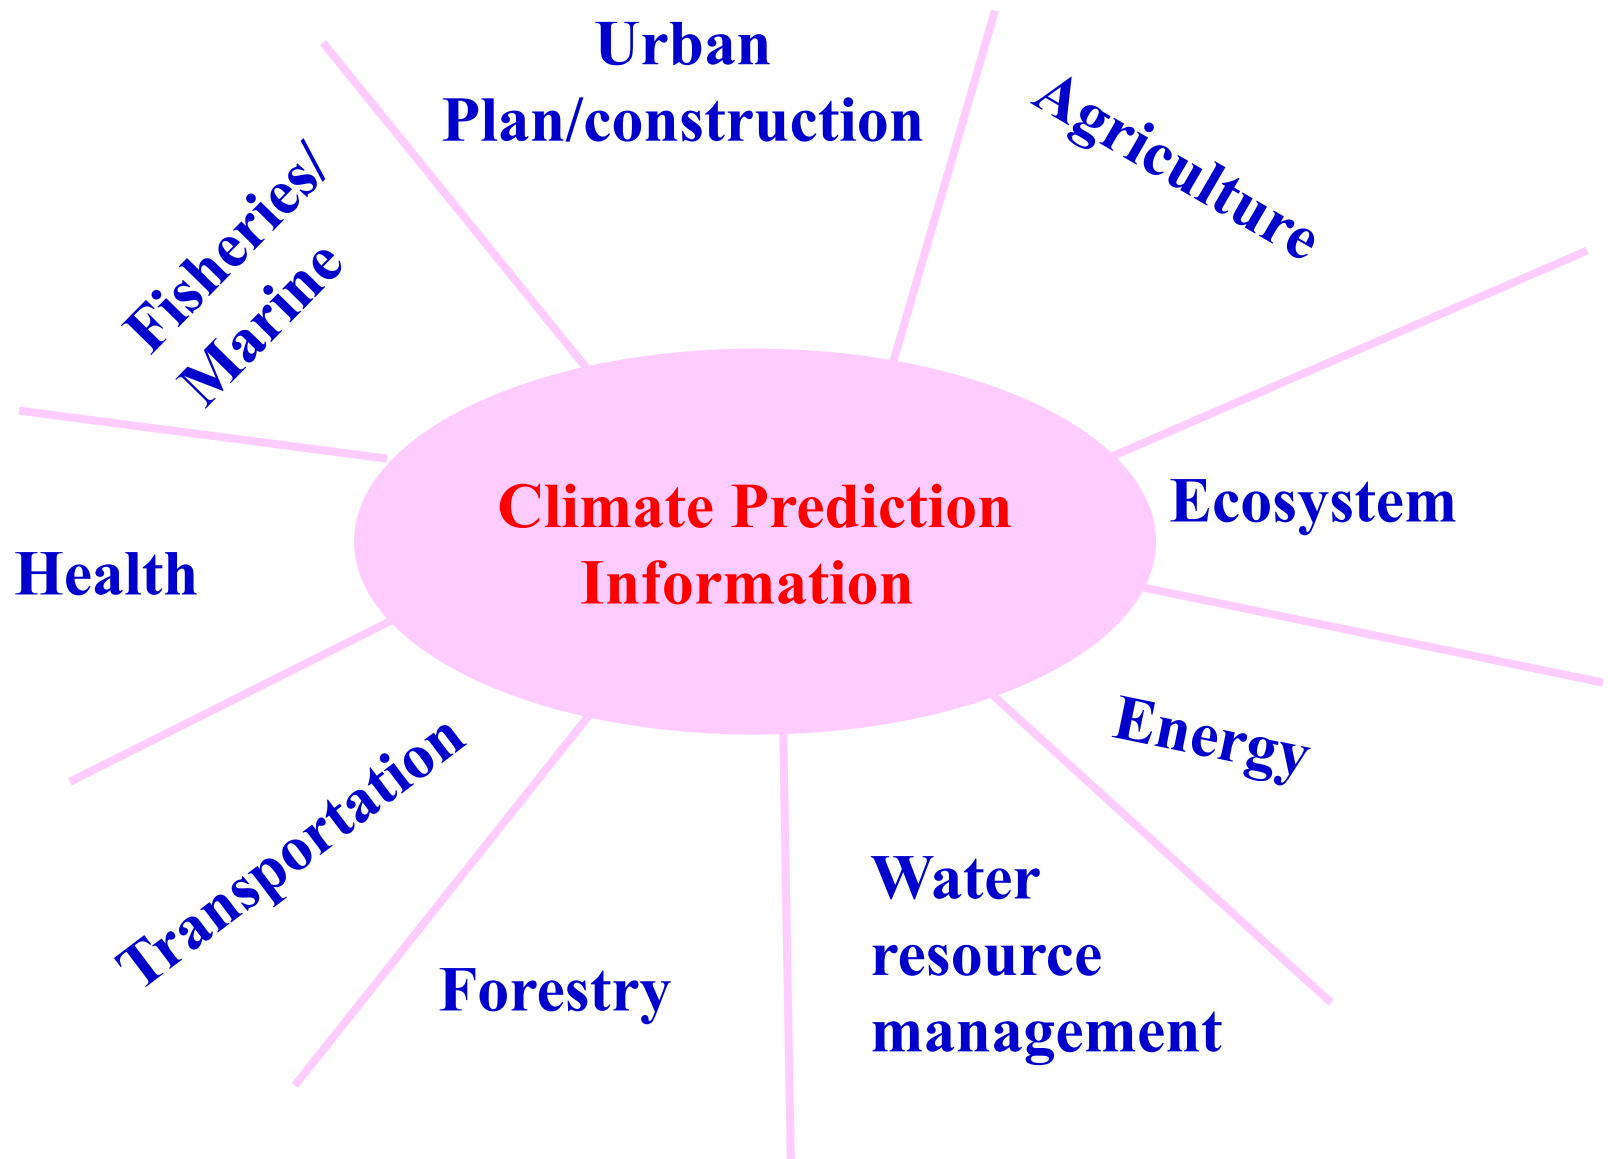 Urban
Plan/construction
Agriculture
Fisheries/
Marine
Climate Prediction
Information
Ecosystem
Health
Energy
Transportation
Water
resource
management
Forestry